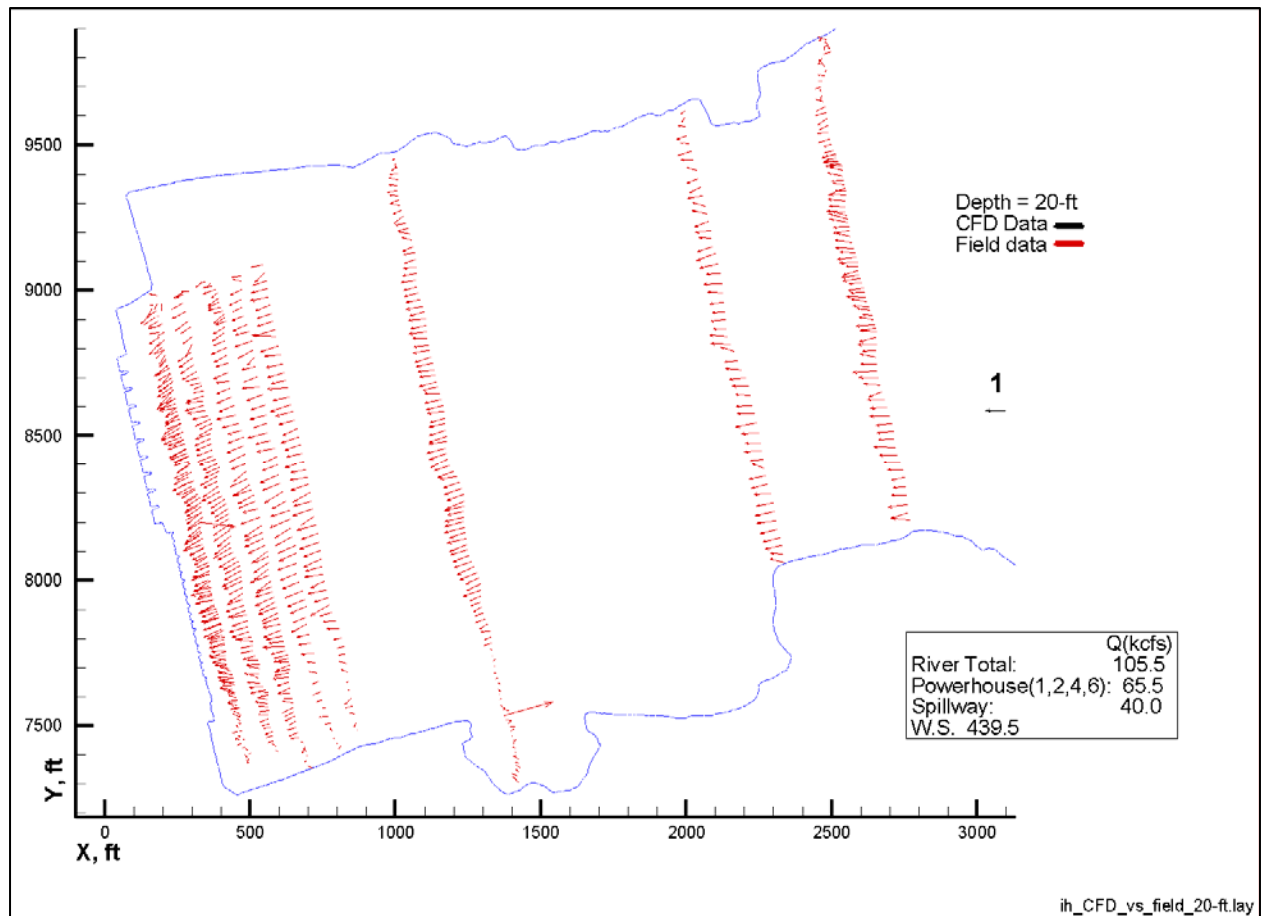 9500
9000
8500
8000
7500
Y, ft
0 500 1000 1500 2000 2500 3000
X, ft
Depth = 20-ft
CFD Data
Field data
1
Q(kcfs)
River Total: 105.5
Powerhouse(1,2,4,6): 65.5
Spillway: 40.0
W.S. 439.5
ih_CFD_vs_field_20-ft.lay